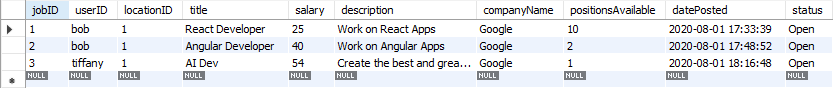 jobID userID locationID title salary description companyName positionsAvailable datePosted status
1 bob 1 React Developer 25 Work on React Apps Google 10 2020-08-01 17:33:39 Open
2 bob 1 Angular Developer 40 Work on Angular Apps Google 2 2020-08-01 17:48:52 Open
3 tiffany 1 AI Dev 54 Create the best and grea... Google 1 2020-08-01 18:16:48 Open
NULL NULL NULL NULL NULL NULL NULL NULL NULL NULL